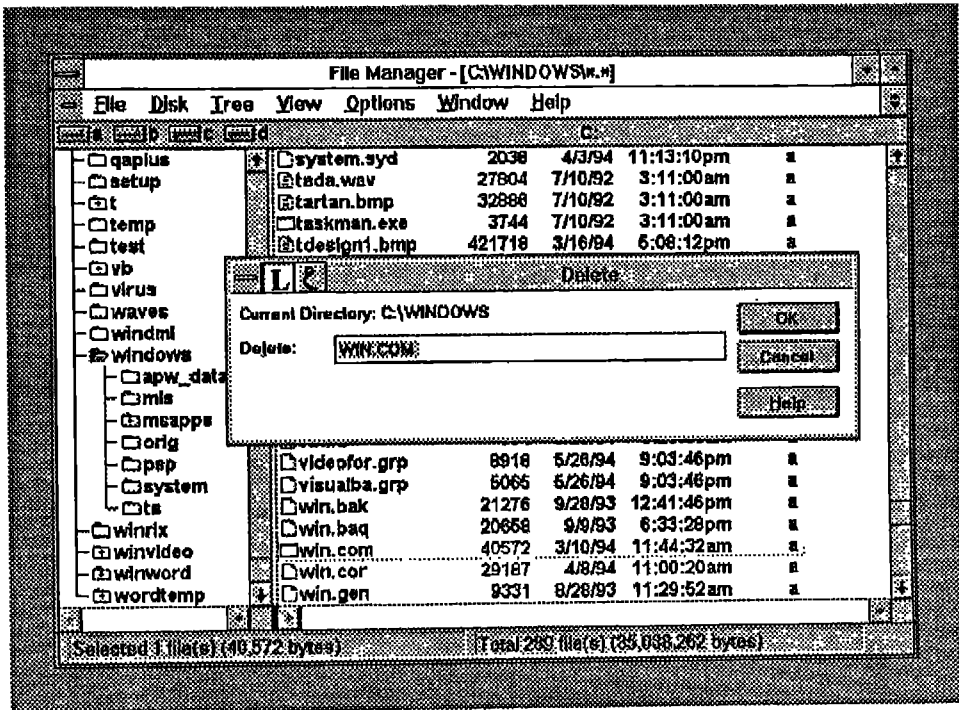 File Manager - [C:\WINDOWS\*.*]
File Disk Tree View Options Window Help
a b c d C:
qaplus
setup
t
temp
test
vb
virus
waves
windmi
windows
apw_data
mis
msapps
orig
psp
system
ts
winrix
winvideo
winword
wordtemp
system.syd 2038 4/3/94 11:13:10pm a
tada.wav 27804 7/10/92 3:11:00am a
tartan.bmp 32886 7/10/92 3:11:00am a
taskman.exe 3744 7/10/92 3:11:00am a
tdesign1.bmp 421718 3/16/94 5:08:12pm a
L Delete
Current Directory: C:\WINDOWS
Delete: WIN.COM
OK
Cancel
Help
videofor.grp 8918 5/26/94 9:03:46pm a
visualba.grp 5065 5/26/94 9:03:46pm a
win.bak 21276 9/28/93 12:41:46pm a
win.baq 20658 9/9/93 6:33:28pm a
win.com 40572 3/10/94 11:44:32am a
win.cor 29187 4/8/94 11:00:20am a
win.gen 9331 8/28/93 11:29:52am a
Selected 1 file(s) (40,572 bytes) Total 289 file(s) bytes)